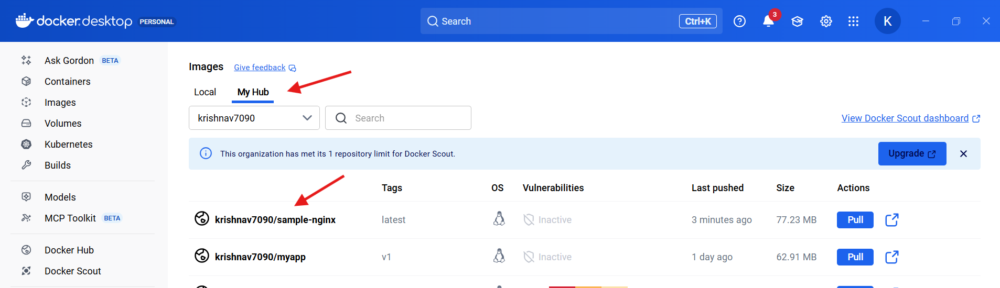 docker.desktop PERSONAL
Search Ctrl+K 3 K
Ask Gordon BETA
Containers
Images
Volumes
Kubernetes
Builds
Models
MCP Toolkit BETA
Docker Hub
Docker Scout
Images Give feedback
Local My Hub
krishnav7090 Search View Docker Scout dashboard
This organization has met its 1 repository limit for Docker Scout. Upgrade
Tags OS Vulnerabilities Last pushed Size Actions
krishnav7090/sample-nginx latest Inactive 3 minutes ago 77.23 MB Pull
krishnav7090/myapp v1 Inactive 1 day ago 62.91 MB Pull